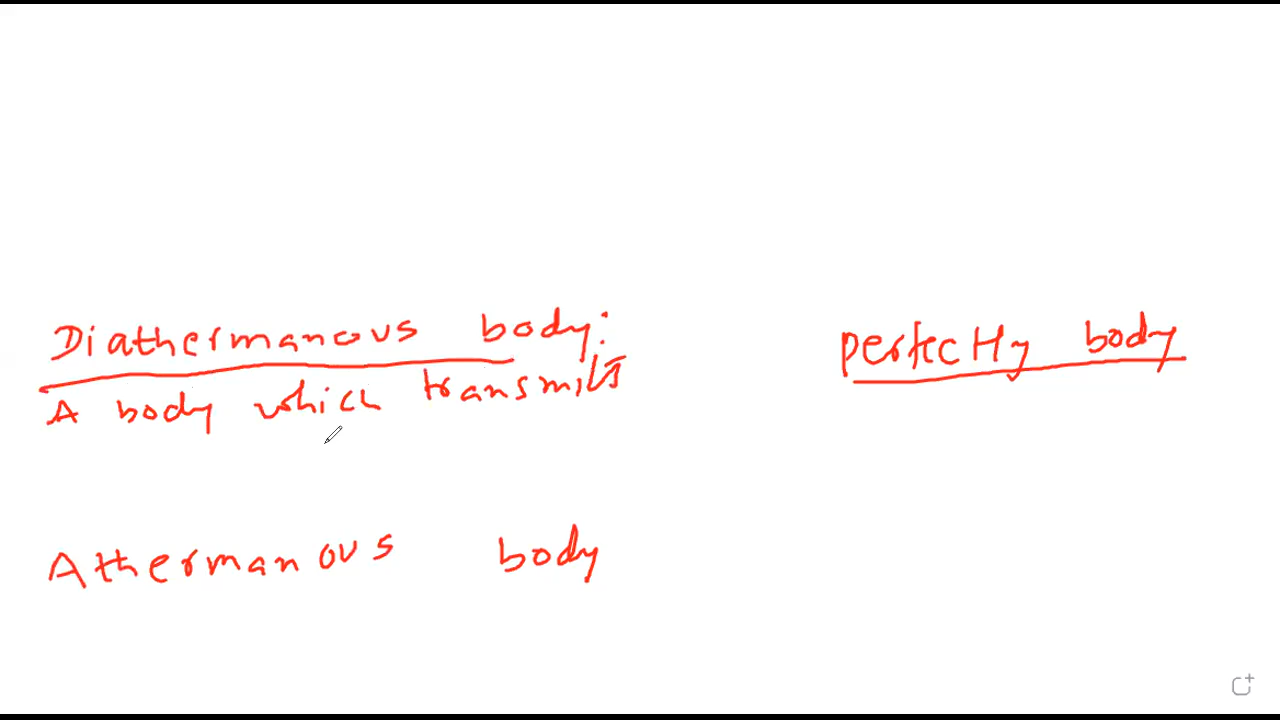 Diathermanous body:
A body which transmits
Athermanous body
perfectly body